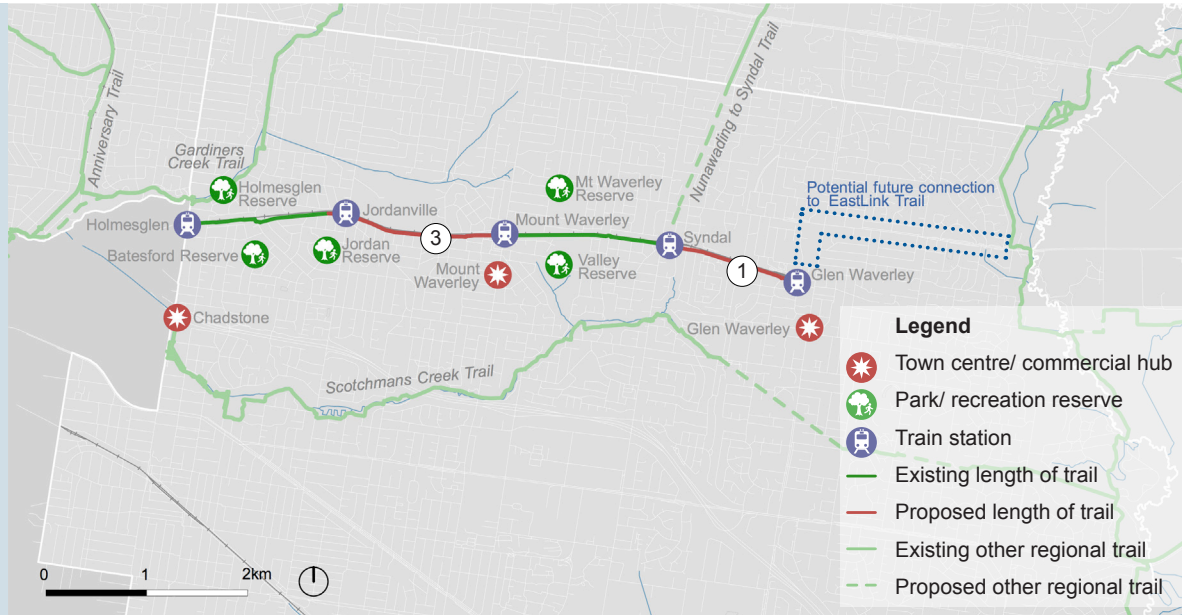 Anniversary Trail
Gardiners
Creek Trail
Holmesglen
Reserve
Holmesglen
Jordanville
Batesford Reserve
Jordan
Reserve
3
Mount
Waverley
Mt Waverley
Reserve
Mount Waverley
Valley
Reserve
Syndal
Nunawading to Syndal Trail
Potential future connection
to EastLink Trail
1
Glen Waverley
Glen Waverley
Chadstone
Scotchmans Creek Trail
Legend
Town centre/ commercial hub
Park/ recreation reserve
Train station
Existing length of trail
Proposed length of trail
Existing other regional trail
Proposed other regional trail
0 1 2km